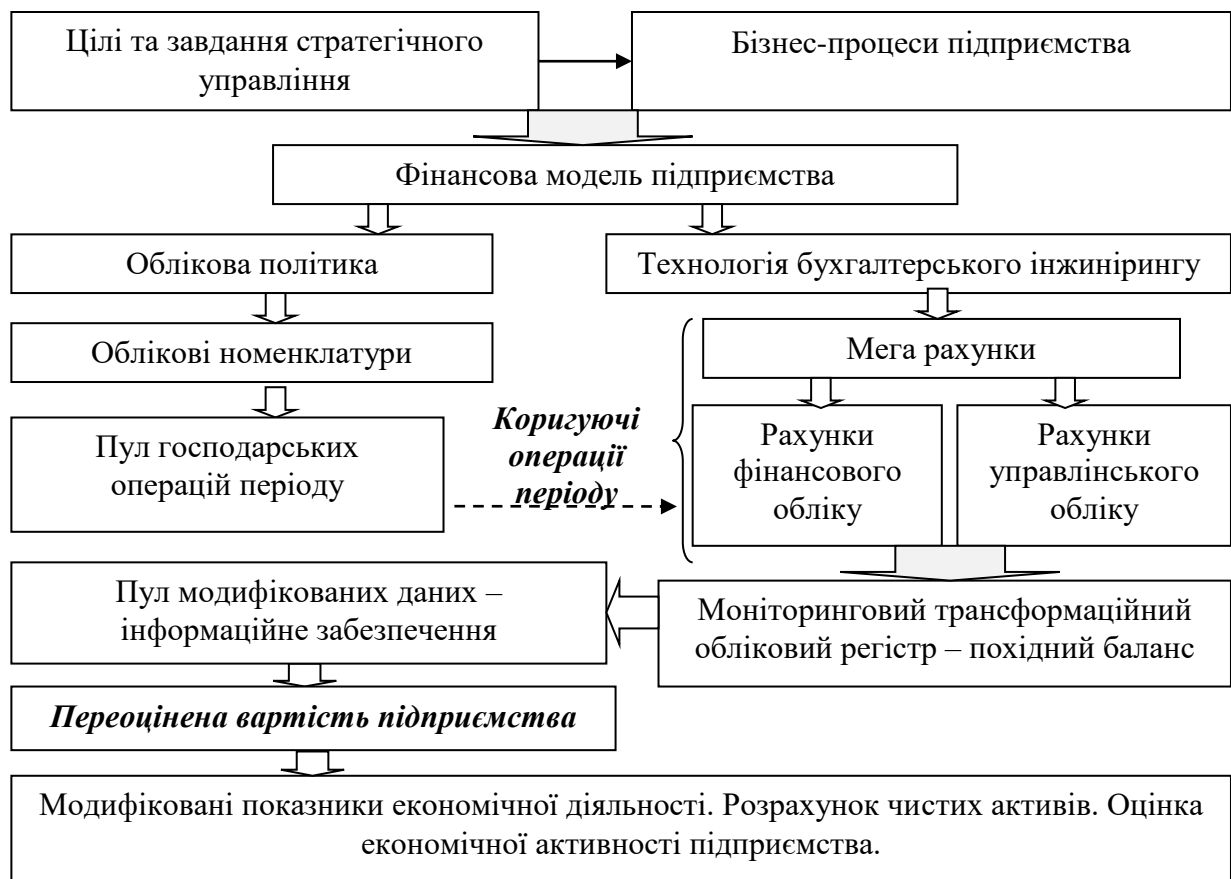 Цілі та завдання стратегічного
управління
Бізнес-процеси підприємства
Фінансова модель підприємства
Облікова політика
Технологія бухгалтерського інжинірингу
Облікові номенклатури
Мега рахунки
Пул господарських
операцій періоду
Коригуючі
операції
періоду
Рахунки
фінансового
обліку
Рахунки
управлінського
обліку
Пул модифікованих даних –
інформаційне забезпечення
Моніторинговий трансформаційний
обліковий регістр – похідний баланс
Переоцінена вартість підприємства
Модифіковані показники економічної діяльності. Розрахунок чистих активів. Оцінка
економічної активності підприємства.